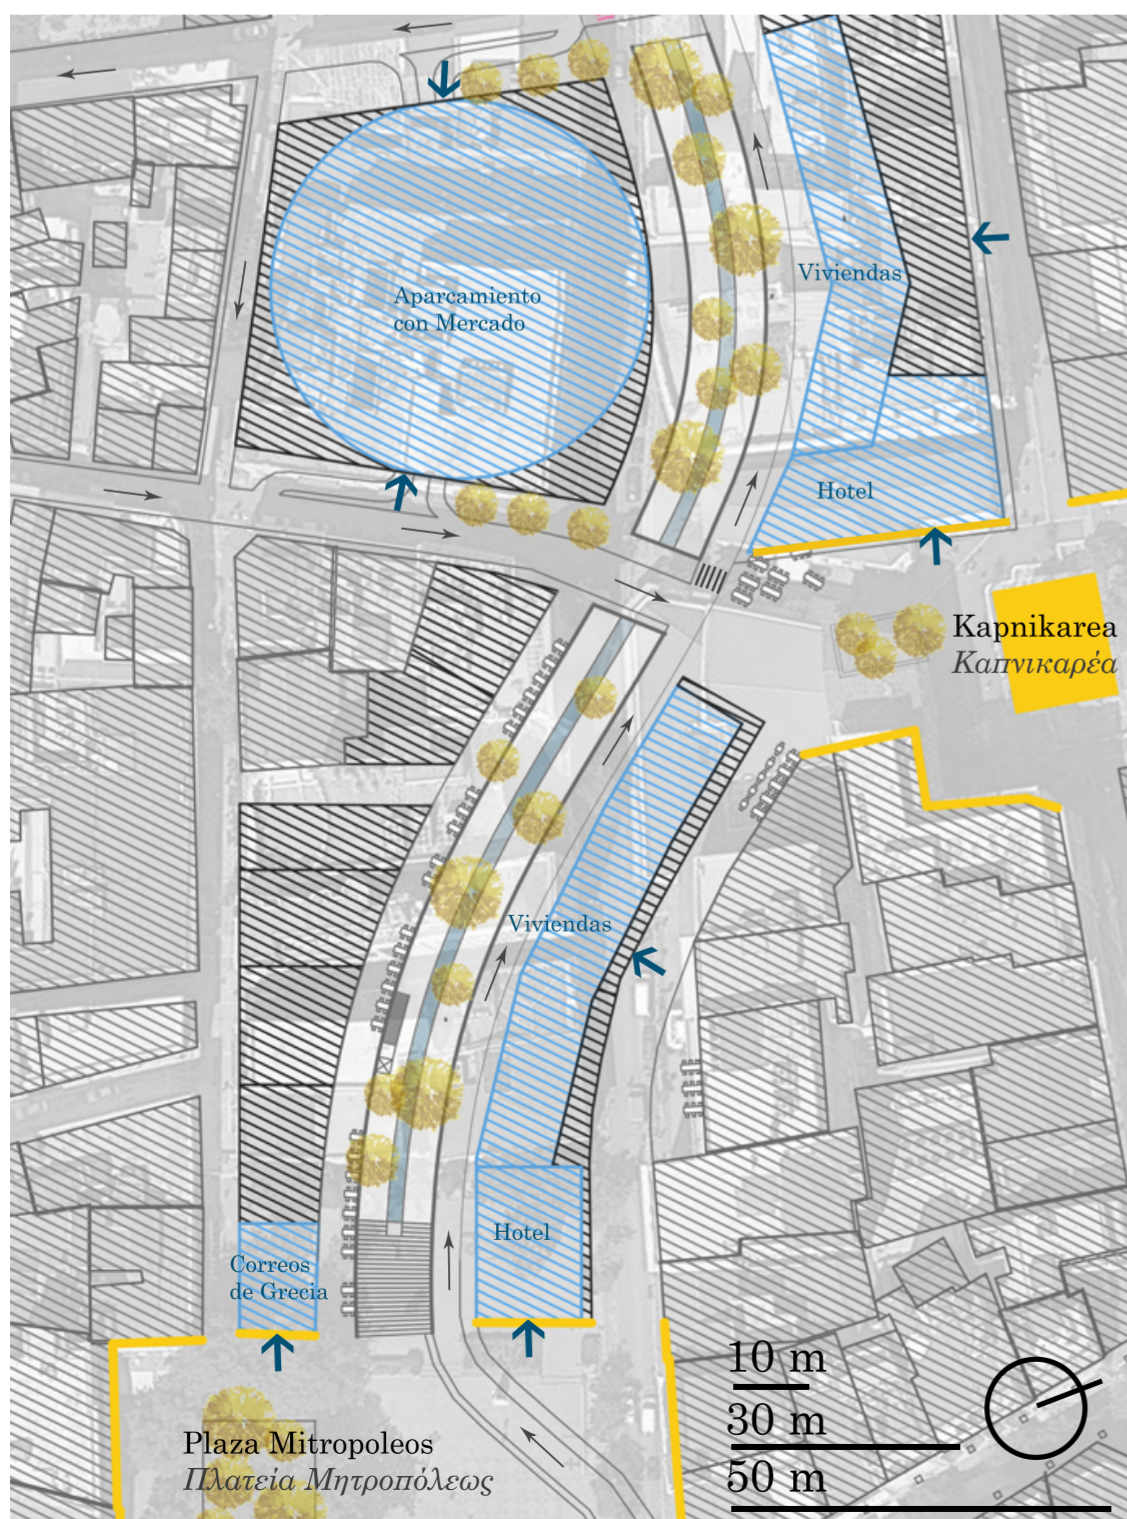 Viviendas
Aparcamiento
con Mercado
Hotel
Kapnikarea
Καπνικαρέα
Viviendas
Hotel
Correos
de Grecia
10 m
30 m
50 m
Plaza Mitropoleos
Πλατεία Μητροπόλεως